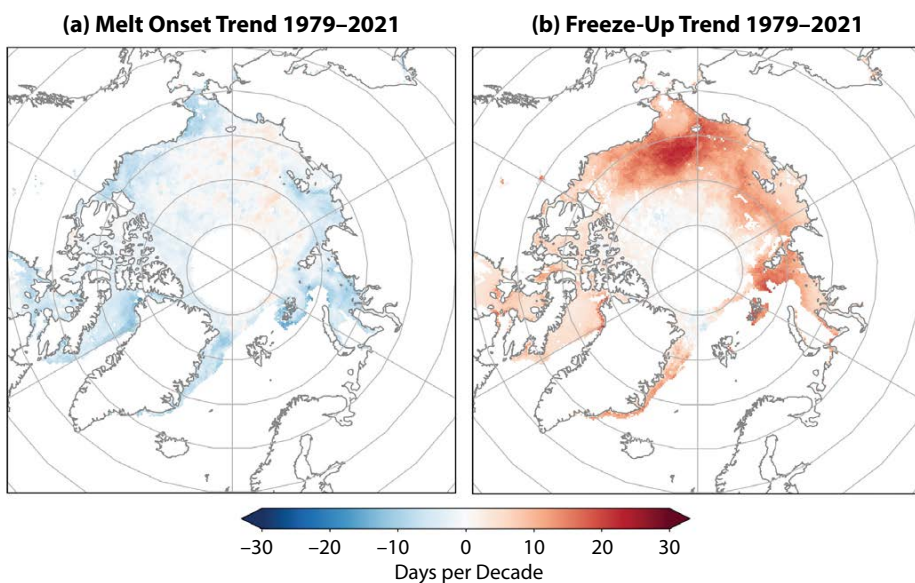 (a) Melt Onset Trend 1979–2021
(b) Freeze-Up Trend 1979–2021
–30 –20 –10 0 10 20 30
Days per Decade